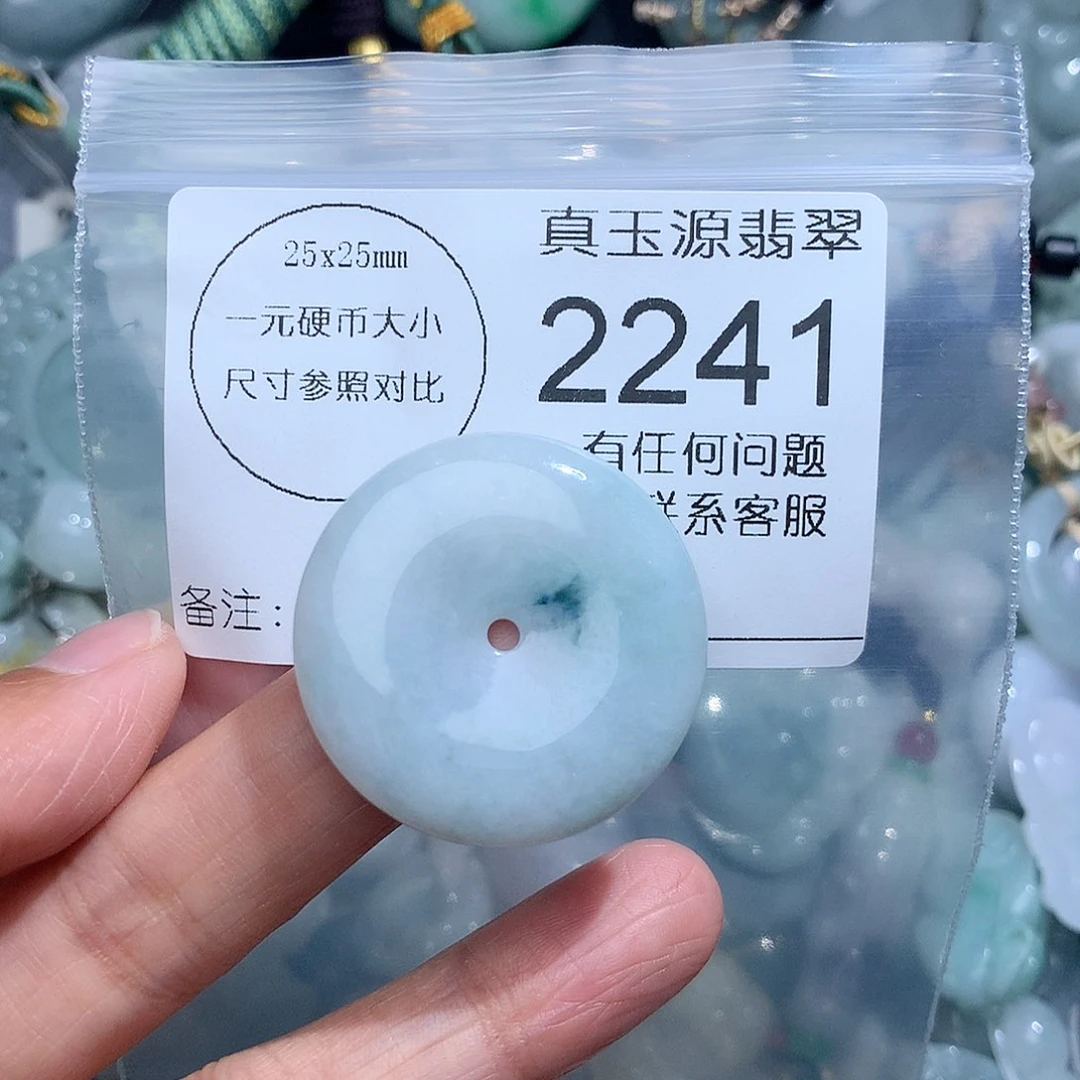 25x25mm
一元硬币大小
尺寸参照对比
真玉源翡翠
2241
有任何问题
系客服
备注: